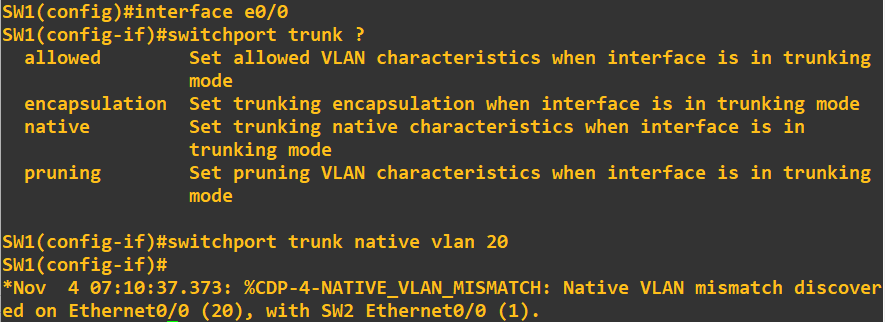 SW1(config)#interface e0/0
SW1(config-if)#switchport trunk ?
allowed Set allowed VLAN characteristics when interface is in trunking
mode
encapsulation Set trunking encapsulation when interface is in trunking mode
native Set trunking native characteristics when interface is in
trunking mode
pruning Set pruning VLAN characteristics when interface is in trunking
mode
SW1(config-if)#switchport trunk native vlan 20
SW1(config-if)#
*Nov  4 07:10:37.373: %CDP-4-NATIVE_VLAN_MISMATCH: Native VLAN mismatch discover
ed on Ethernet0/0 (20), with SW2 Ethernet0/0 (1).